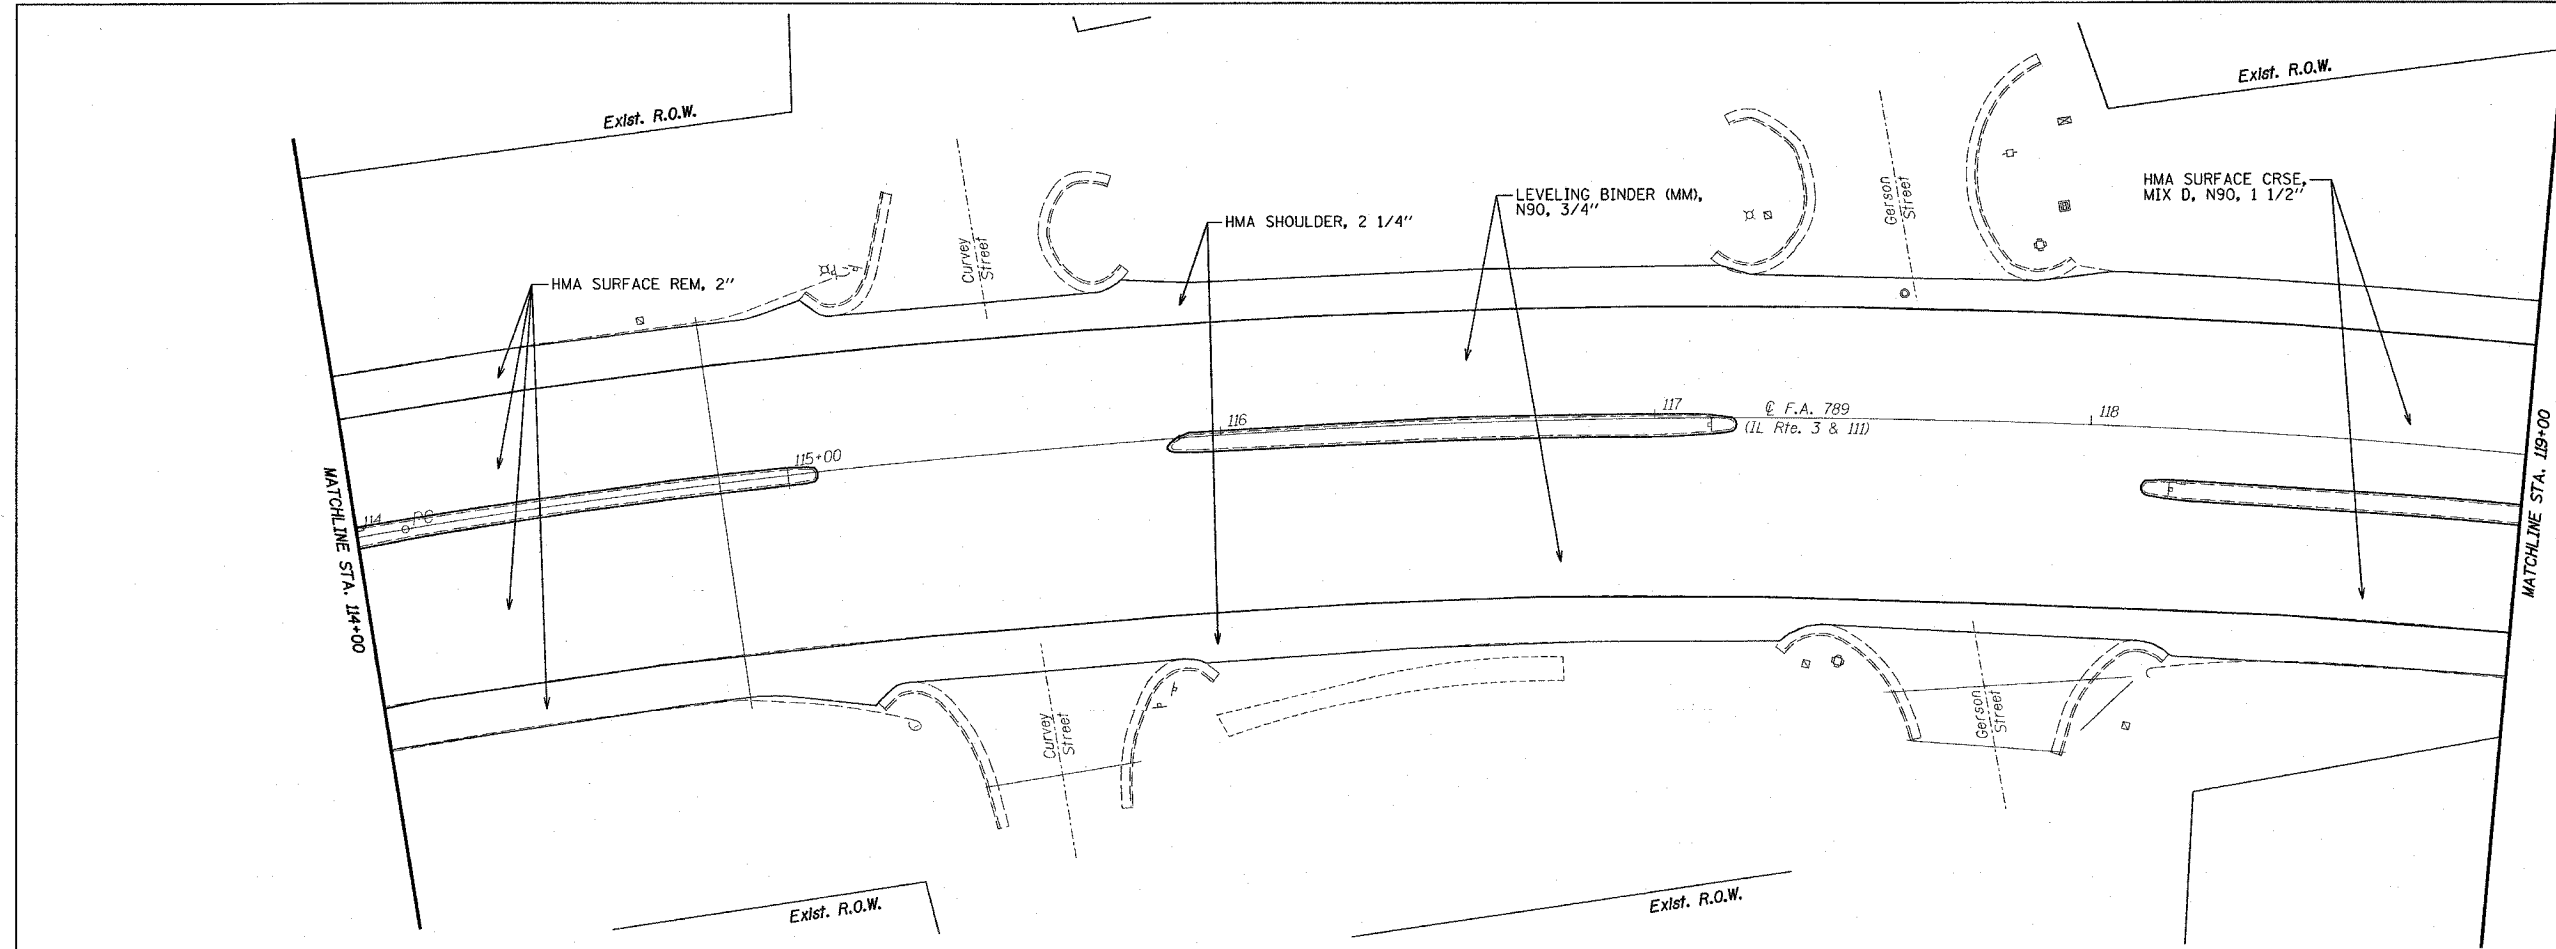 Exist. R.O.W.
Exist. R.O.W.
HMA SURFACE CRSE,
MIX D, N90, 1 1/2"
LEVELING BINDER (MM),
N90, 3/4"
HMA SHOULDER, 2 1/4"
Curvey
Street
Gerson
Street
HMA SURFACE REM, 2"
114
PC
115+00
116
117
℄ F.A. 789
(IL Rte. 3 & 111)
118
MATCHLINE STA. 114+00
MATCHLINE STA. 119+00
Curvey
Street
Gerson
Street
Exist. R.O.W.
Exist. R.O.W.